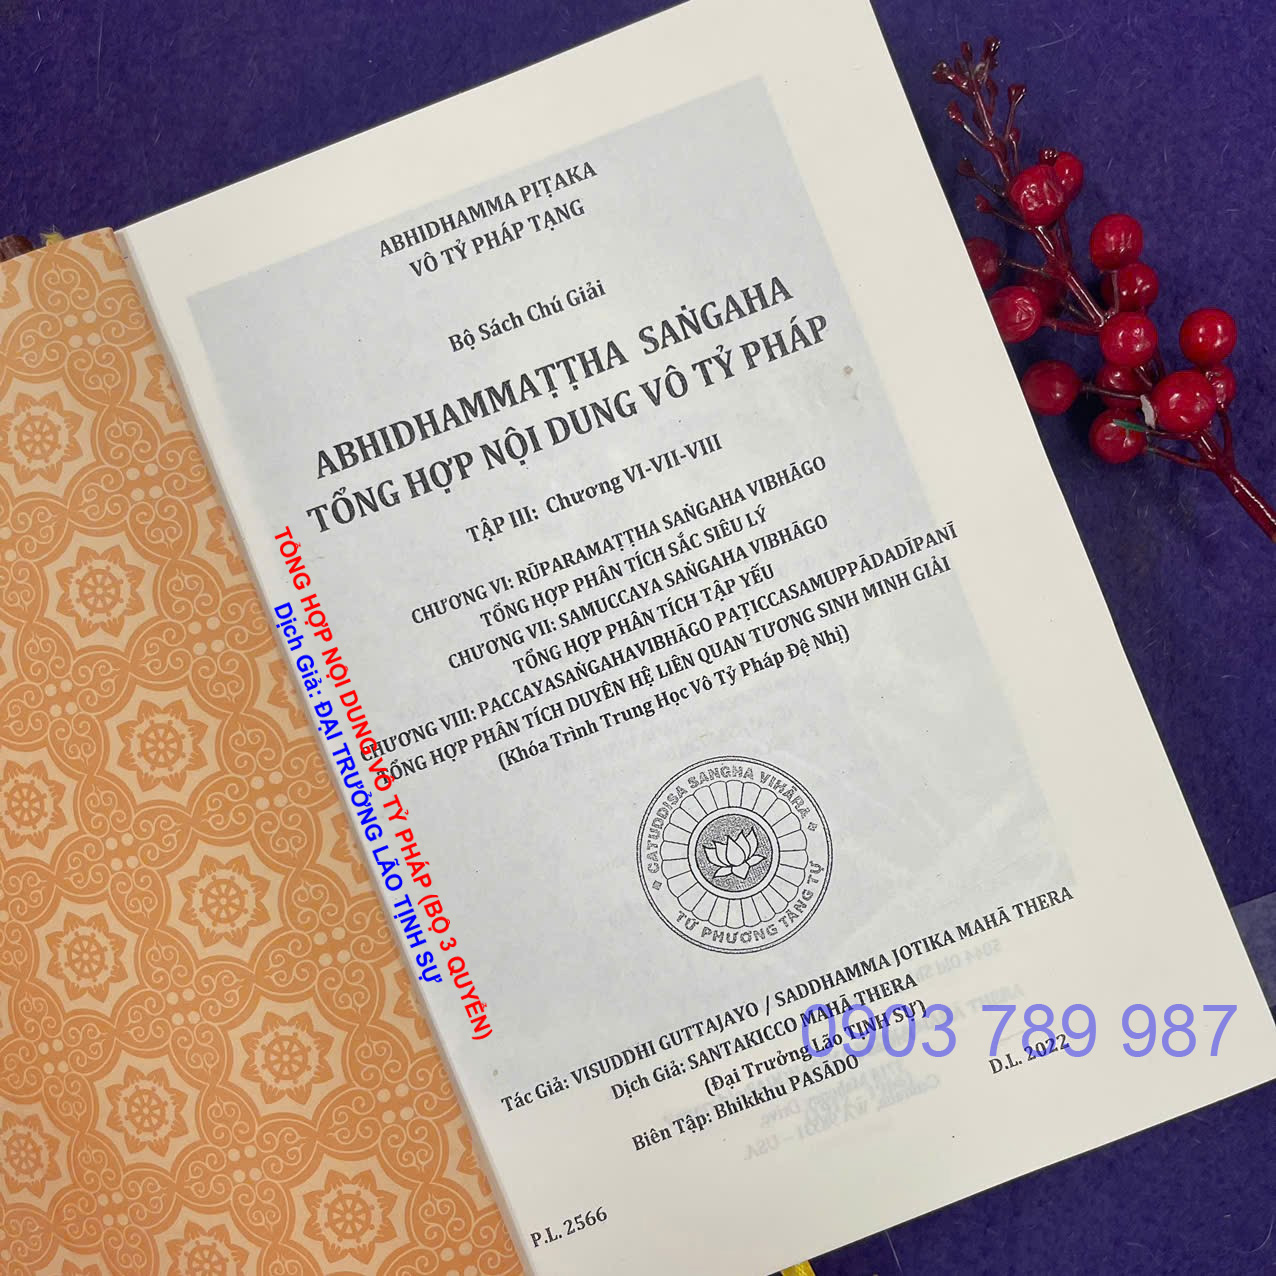 ABHIDHAMMA PIṬAKA
VÔ TỶ PHÁP TẠNG
Bộ Sách Chú Giải
ABHIDHAMMAṬṬHA SAṄGAHA
TỔNG HỢP NỘI DUNG VÔ TỶ PHÁP
TẬP III: Chương VI-VII-VIII
CHƯƠNG VI: RŪPARAMAṬṬHA SAṄGAHA VIBHĀGO
TỔNG HỢP PHÂN TÍCH SẮC SIÊU LÝ
CHƯƠNG VII: SAMUCCAYA SAṄGAHA VIBHĀGO
TỔNG HỢP PHÂN TÍCH TẬP YẾU
CHƯƠNG VIII: PACCAYASAṄGAHAVIBHĀGO PAṬICCASAMUPPĀDADĪPANĪ
TỔNG HỢP PHÂN TÍCH DUYÊN HỆ LIÊN QUAN TƯƠNG SINH MINH GIẢI
(Khóa Trình Trung Học Vô Tỷ Pháp Đệ Nhị)
CATUDDISA SANGHA VIHĀRA
TỨ PHƯƠNG TĂNG TỰ
Tác Giả: VISUDDHI GUTTAJAYO / SADDHAMMA JOTIKA MAHĀ THERA
Dịch Giả: SANTAKICCO MAHĀ THERA
(Đại Trưởng Lão TỊNH SỰ)
Biên Tập: Bhikkhu PASĀDO
P.L. 2566
D.L. 2022
TỔNG HỢP NỘI DUNG VÔ TỶ PHÁP (BỘ 3 QUYỂN)
Dịch Giả: ĐẠI TRƯỞNG LÃO TỊNH SỰ
0903 789 987